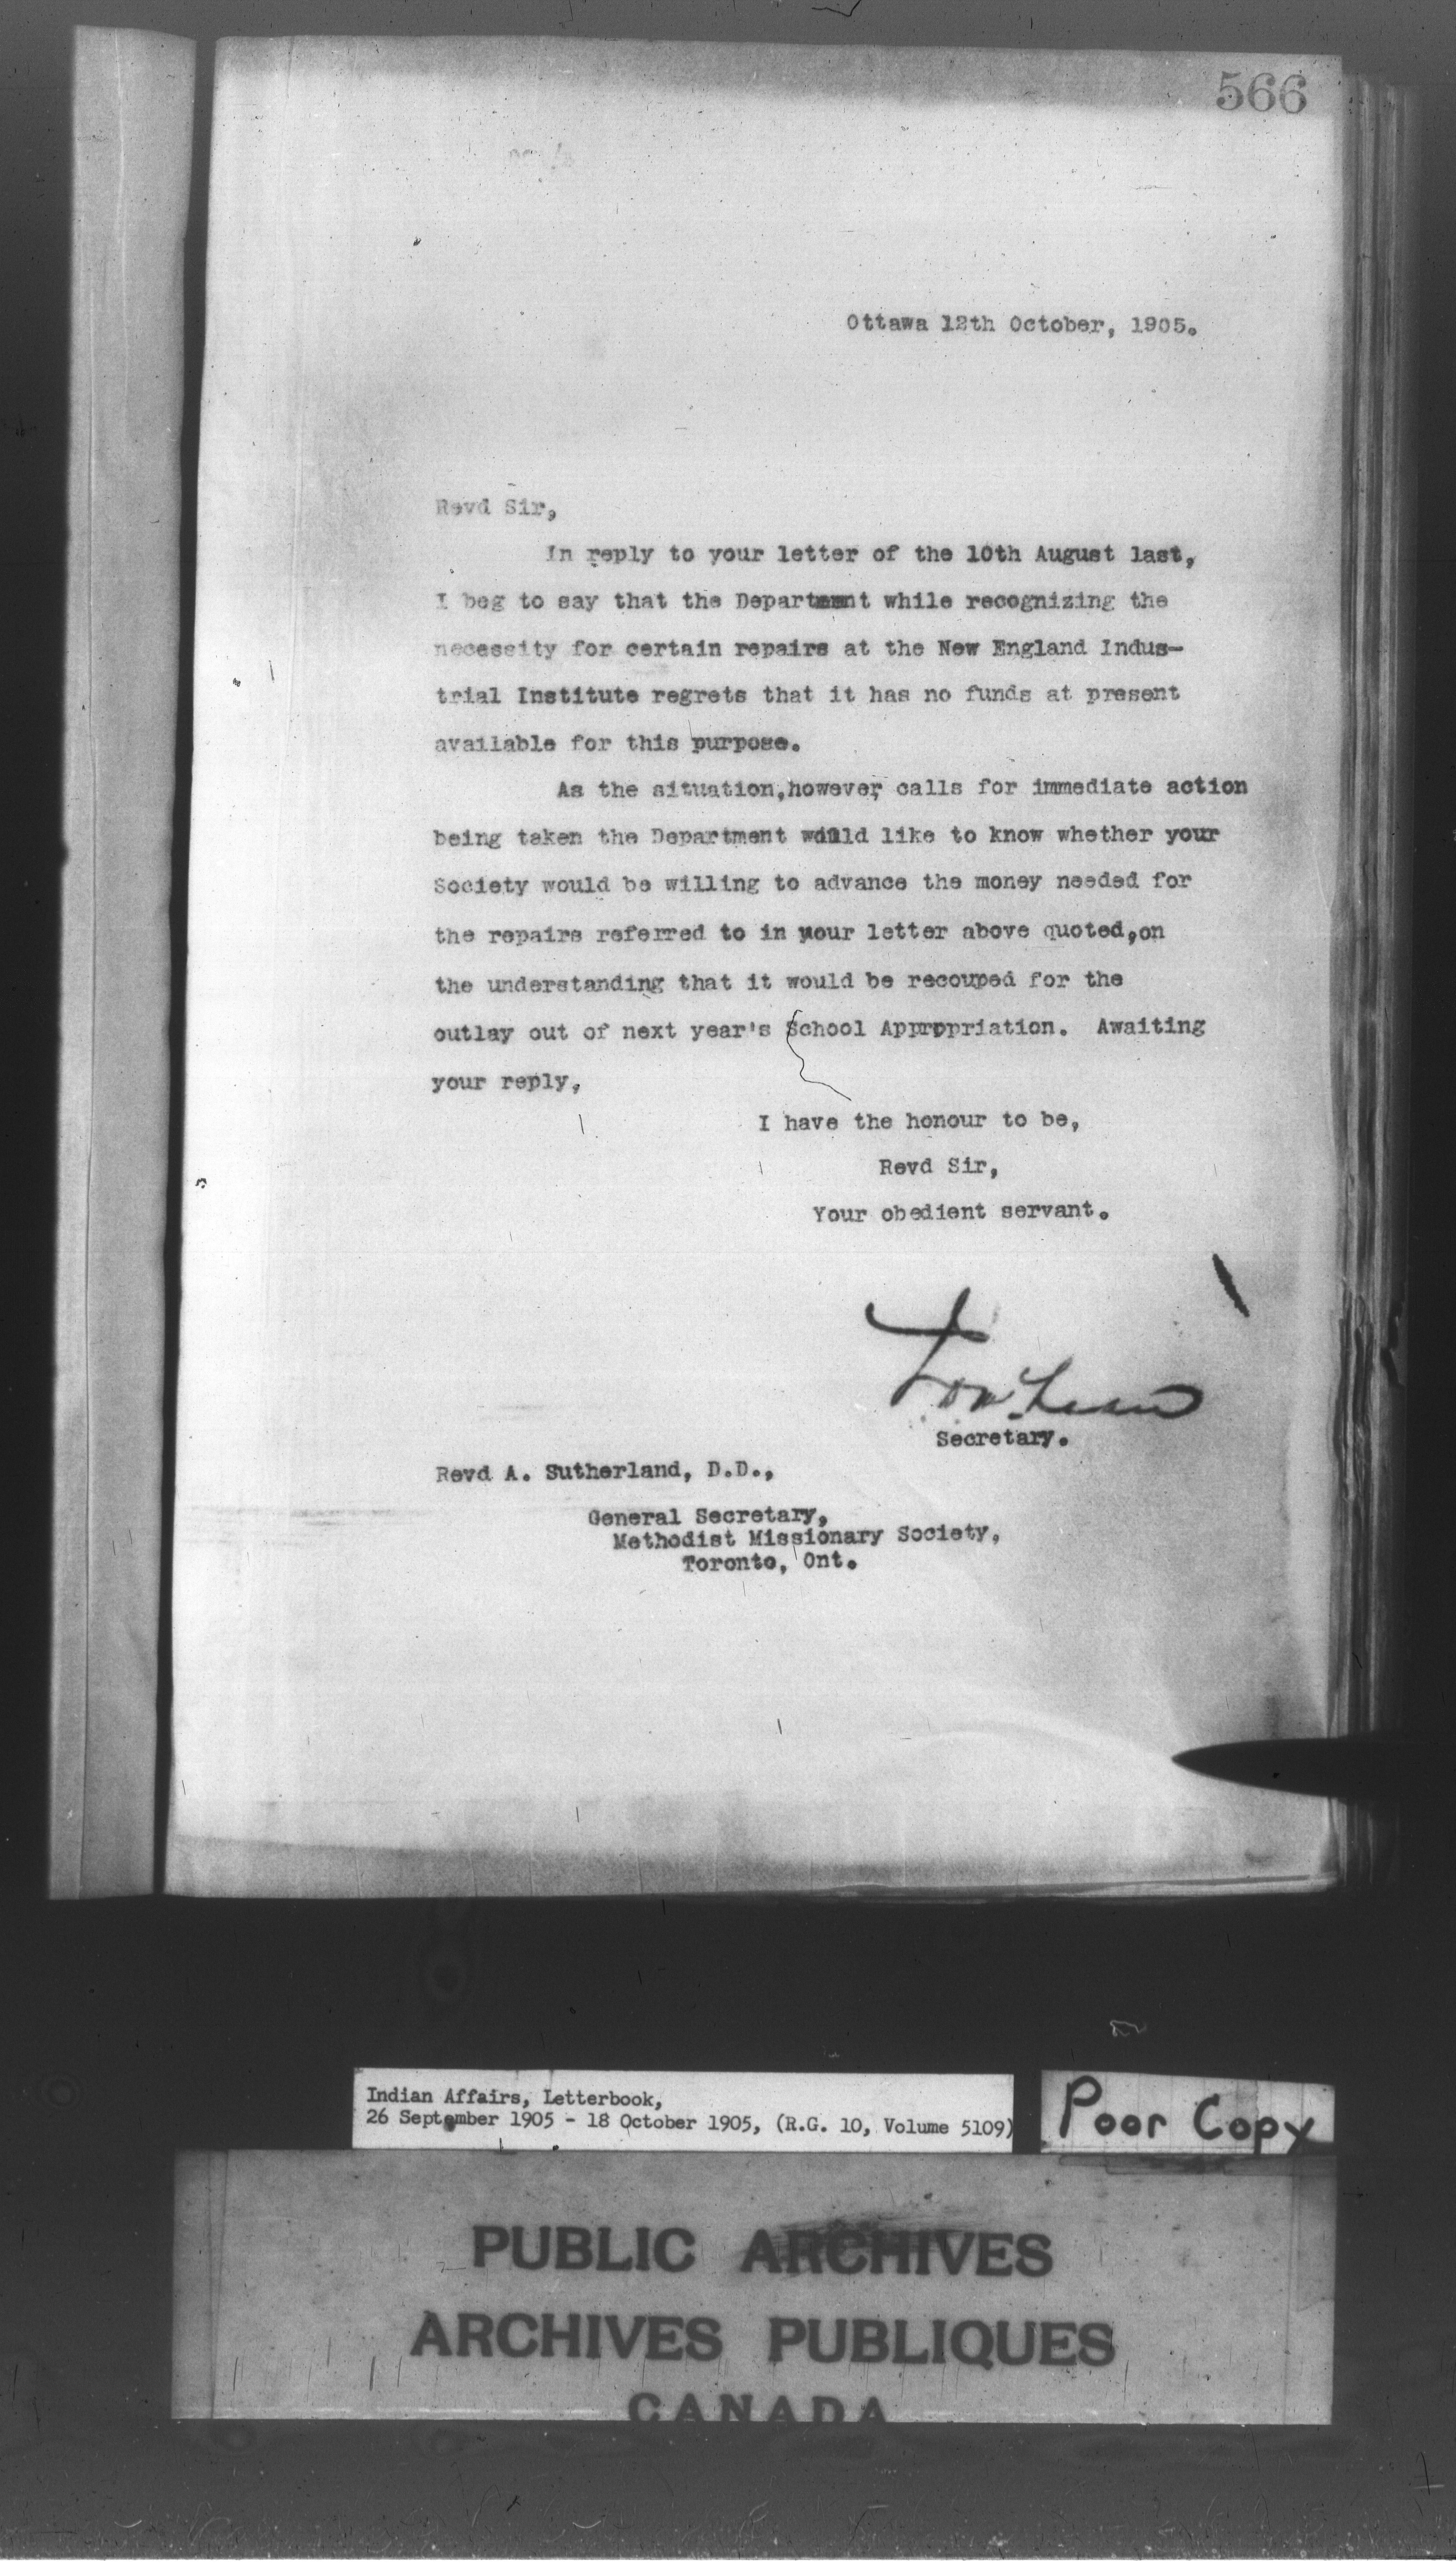 566
Ottawa 12th October, 1905.
Revd Sir,
In reply to your letter of the 10th August last,
I beg to say that the Department while recognizing the
necessity for certain repairs at the New England Indus-
trial Institute regrets that it has no funds at present
available for this purpose.
As the situation,however, calls for immediate action
being taken the Department would like to know whether your
Society would be willing to advance the money needed for
the repairs referred to in your letter above quoted,on
the understanding that it would be recouped for the
outlay out of next year's School Appropriation. Awaiting
your reply,
I have the honour to be,
Revd Sir,
Your obedient servant.
Secretary.
Revd A. Sutherland, D.D.,
General Secretary,
Methodist Missionary Society,
Toronto, Ont.
Indian Affairs, Letterbook,
26 September 1905 - 18 October 1905, (R.G. 10, Volume 5109)
Poor Copy
PUBLIC ARCHIVES
ARCHIVES PUBLIQUES
CANADA